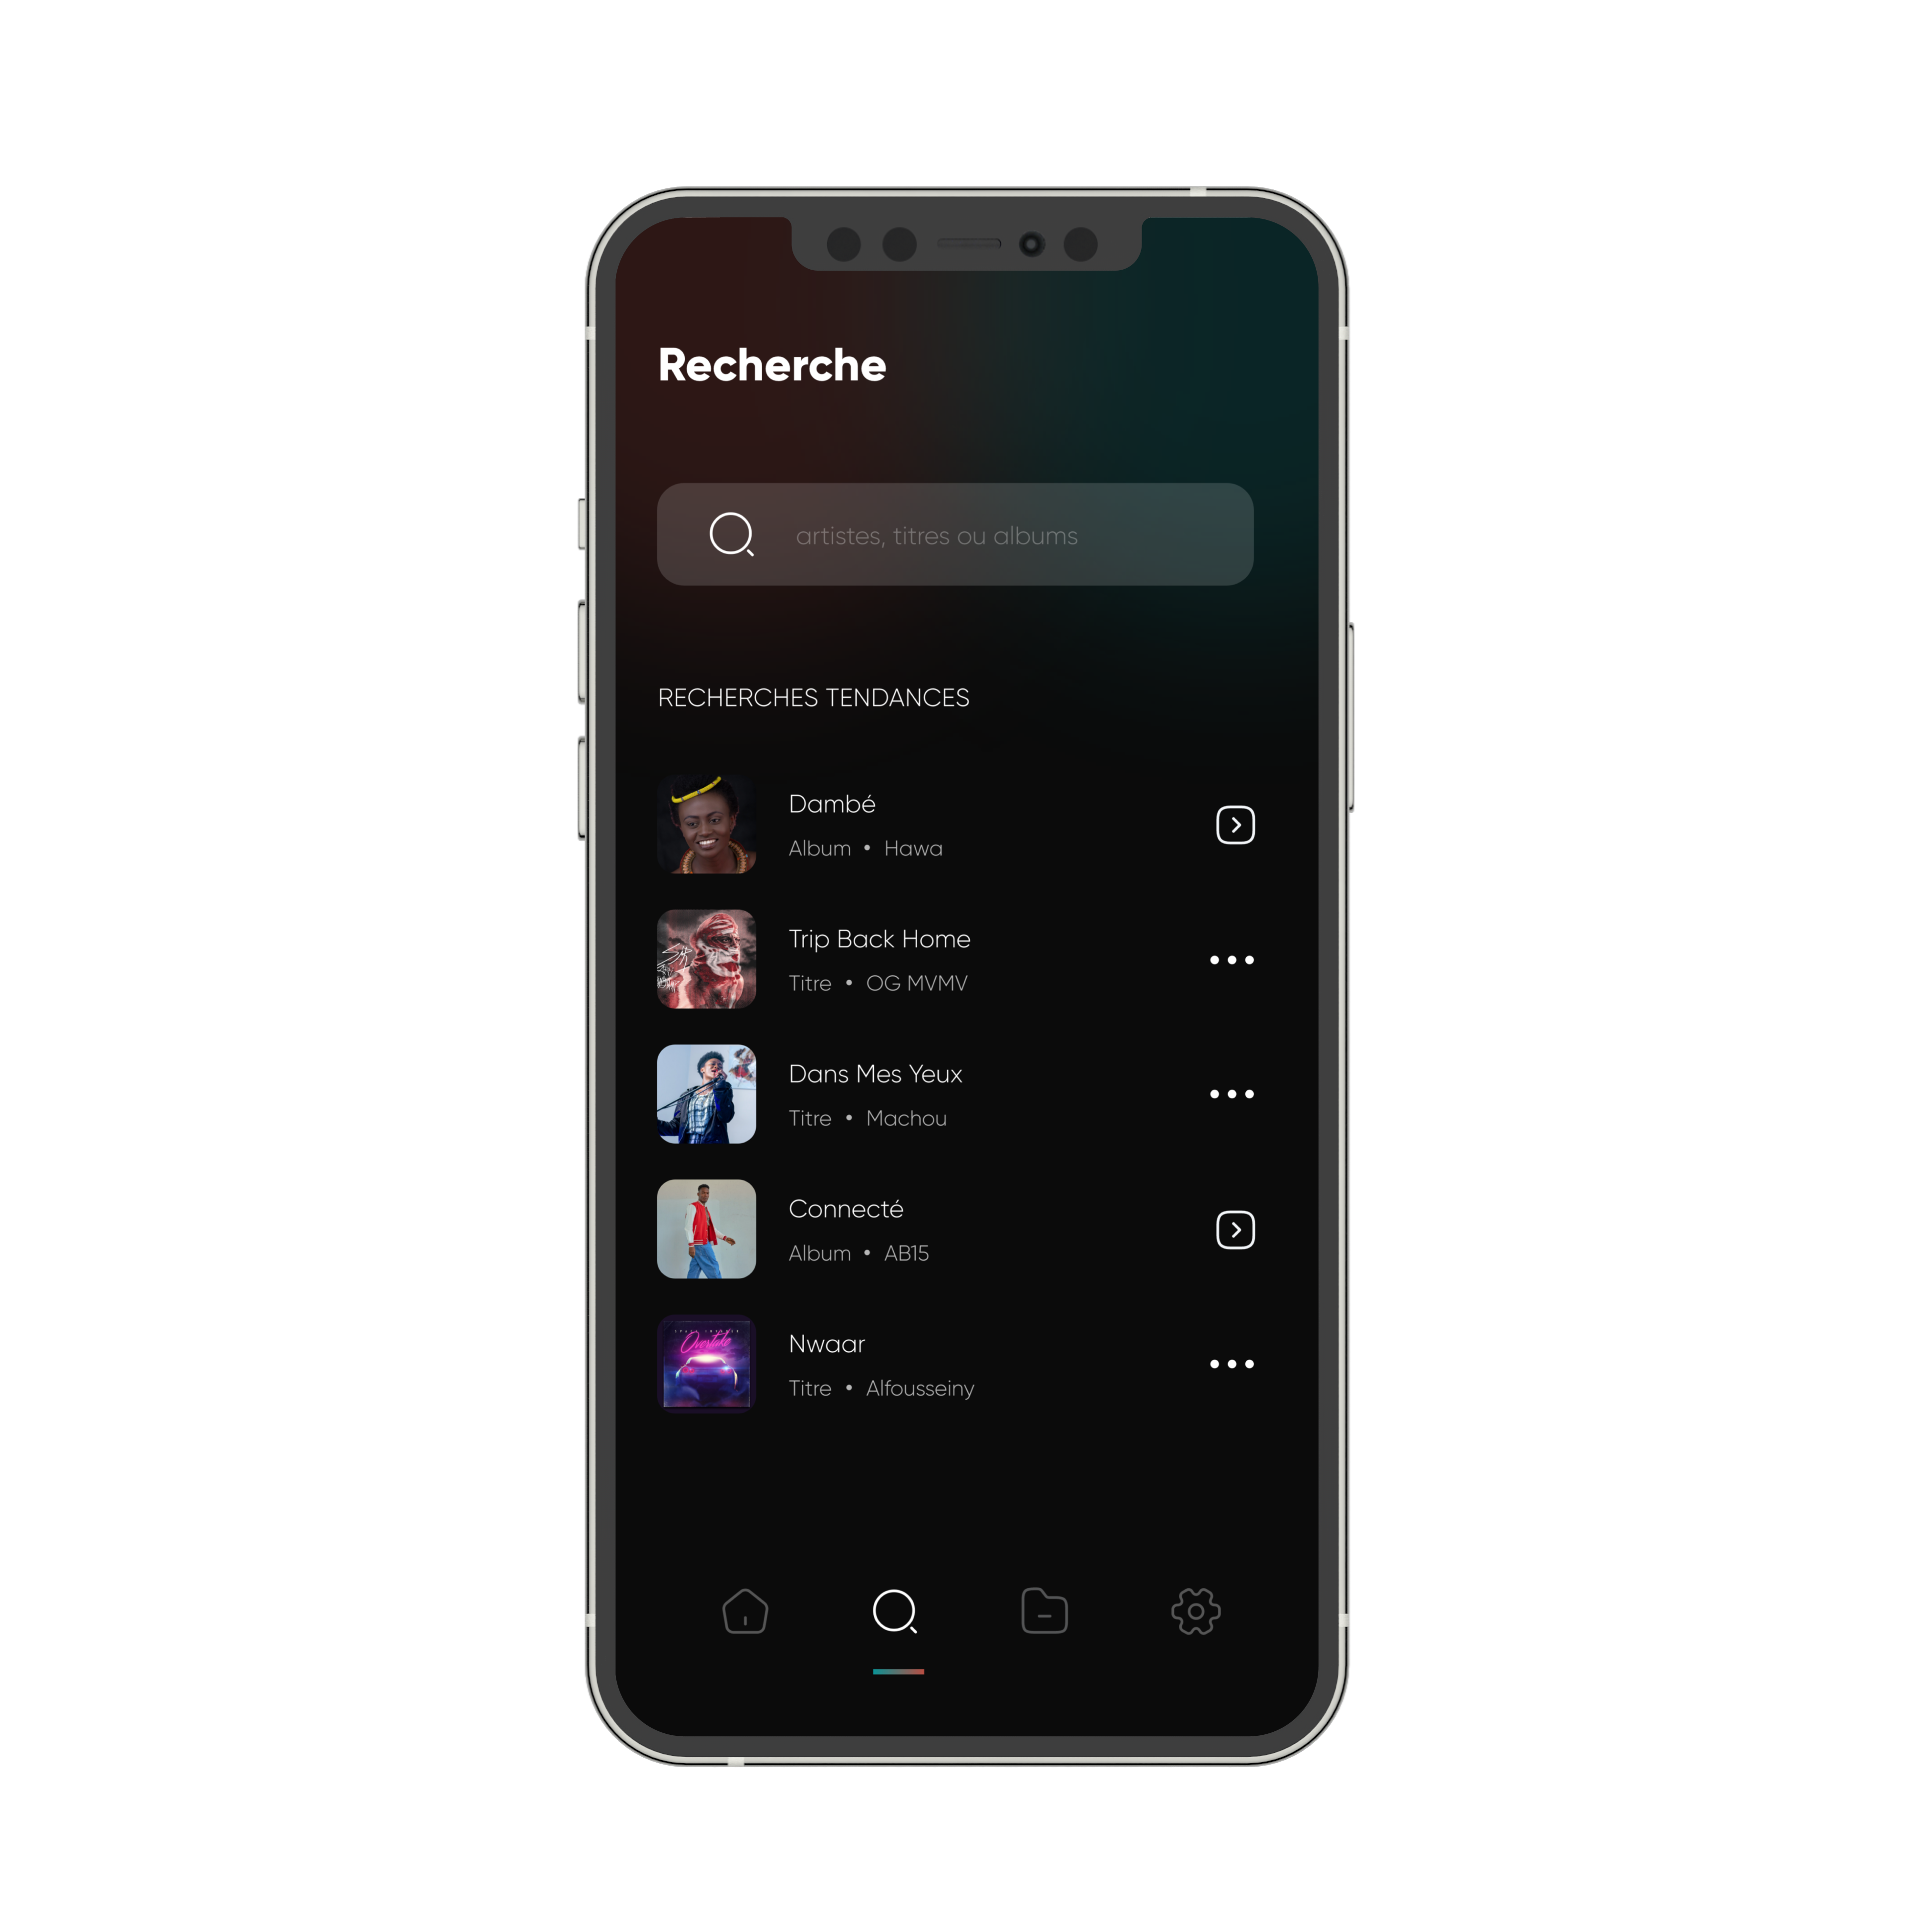 Recherche
artistes, titres ou albums
RECHERCHES TENDANCES
Dambé
Album • Hawa
Trip Back Home
Titre • OG MVMV
Dans Mes Yeux
Titre • Machou
Connecté
Album • AB15
Overtake
Nwaar
Titre • Alfousseiny